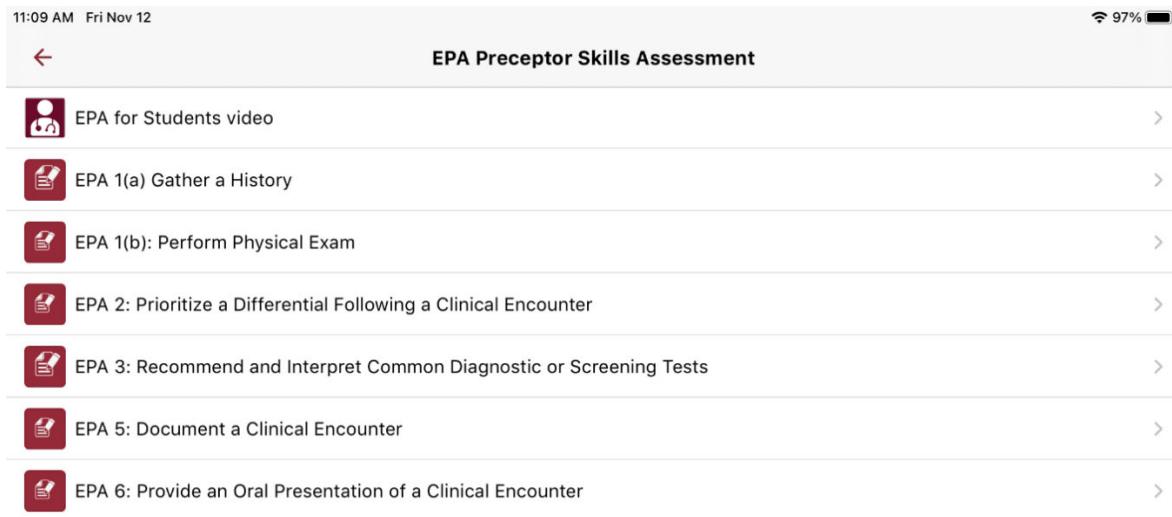 11:09 AM Fri Nov 12 97%
EPA Preceptor Skills Assessment
EPA for Students video
EPA 1(a) Gather a History
EPA 1(b): Perform Physical Exam
EPA 2: Prioritize a Differential Following a Clinical Encounter
EPA 3: Recommend and Interpret Common Diagnostic or Screening Tests
EPA 5: Document a Clinical Encounter
EPA 6: Provide an Oral Presentation of a Clinical Encounter